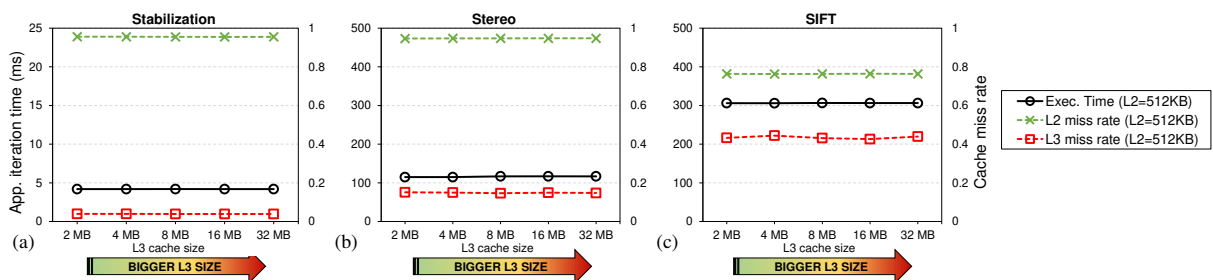 Stabilization
App. iteration time (ms)
25
20
15
10
5
0
1
0.8
0.6
0.4
0.2
0
2 MB 4 MB 8 MB 16 MB 32 MB
L3 cache size
(a)
BIGGER L3 SIZE
Stereo
500
400
300
200
100
0
1
0.8
0.6
0.4
0.2
0
2 MB 4 MB 8 MB 16 MB 32 MB
L3 cache size
(b)
BIGGER L3 SIZE
SIFT
500
400
300
200
100
0
1
0.8
0.6
0.4
0.2
0
Cache miss rate
2 MB 4 MB 8 MB 16 MB 32 MB
L3 cache size
(c)
BIGGER L3 SIZE
Exec. Time (L2=512KB)
L2 miss rate (L2=512KB)
L3 miss rate (L2=512KB)